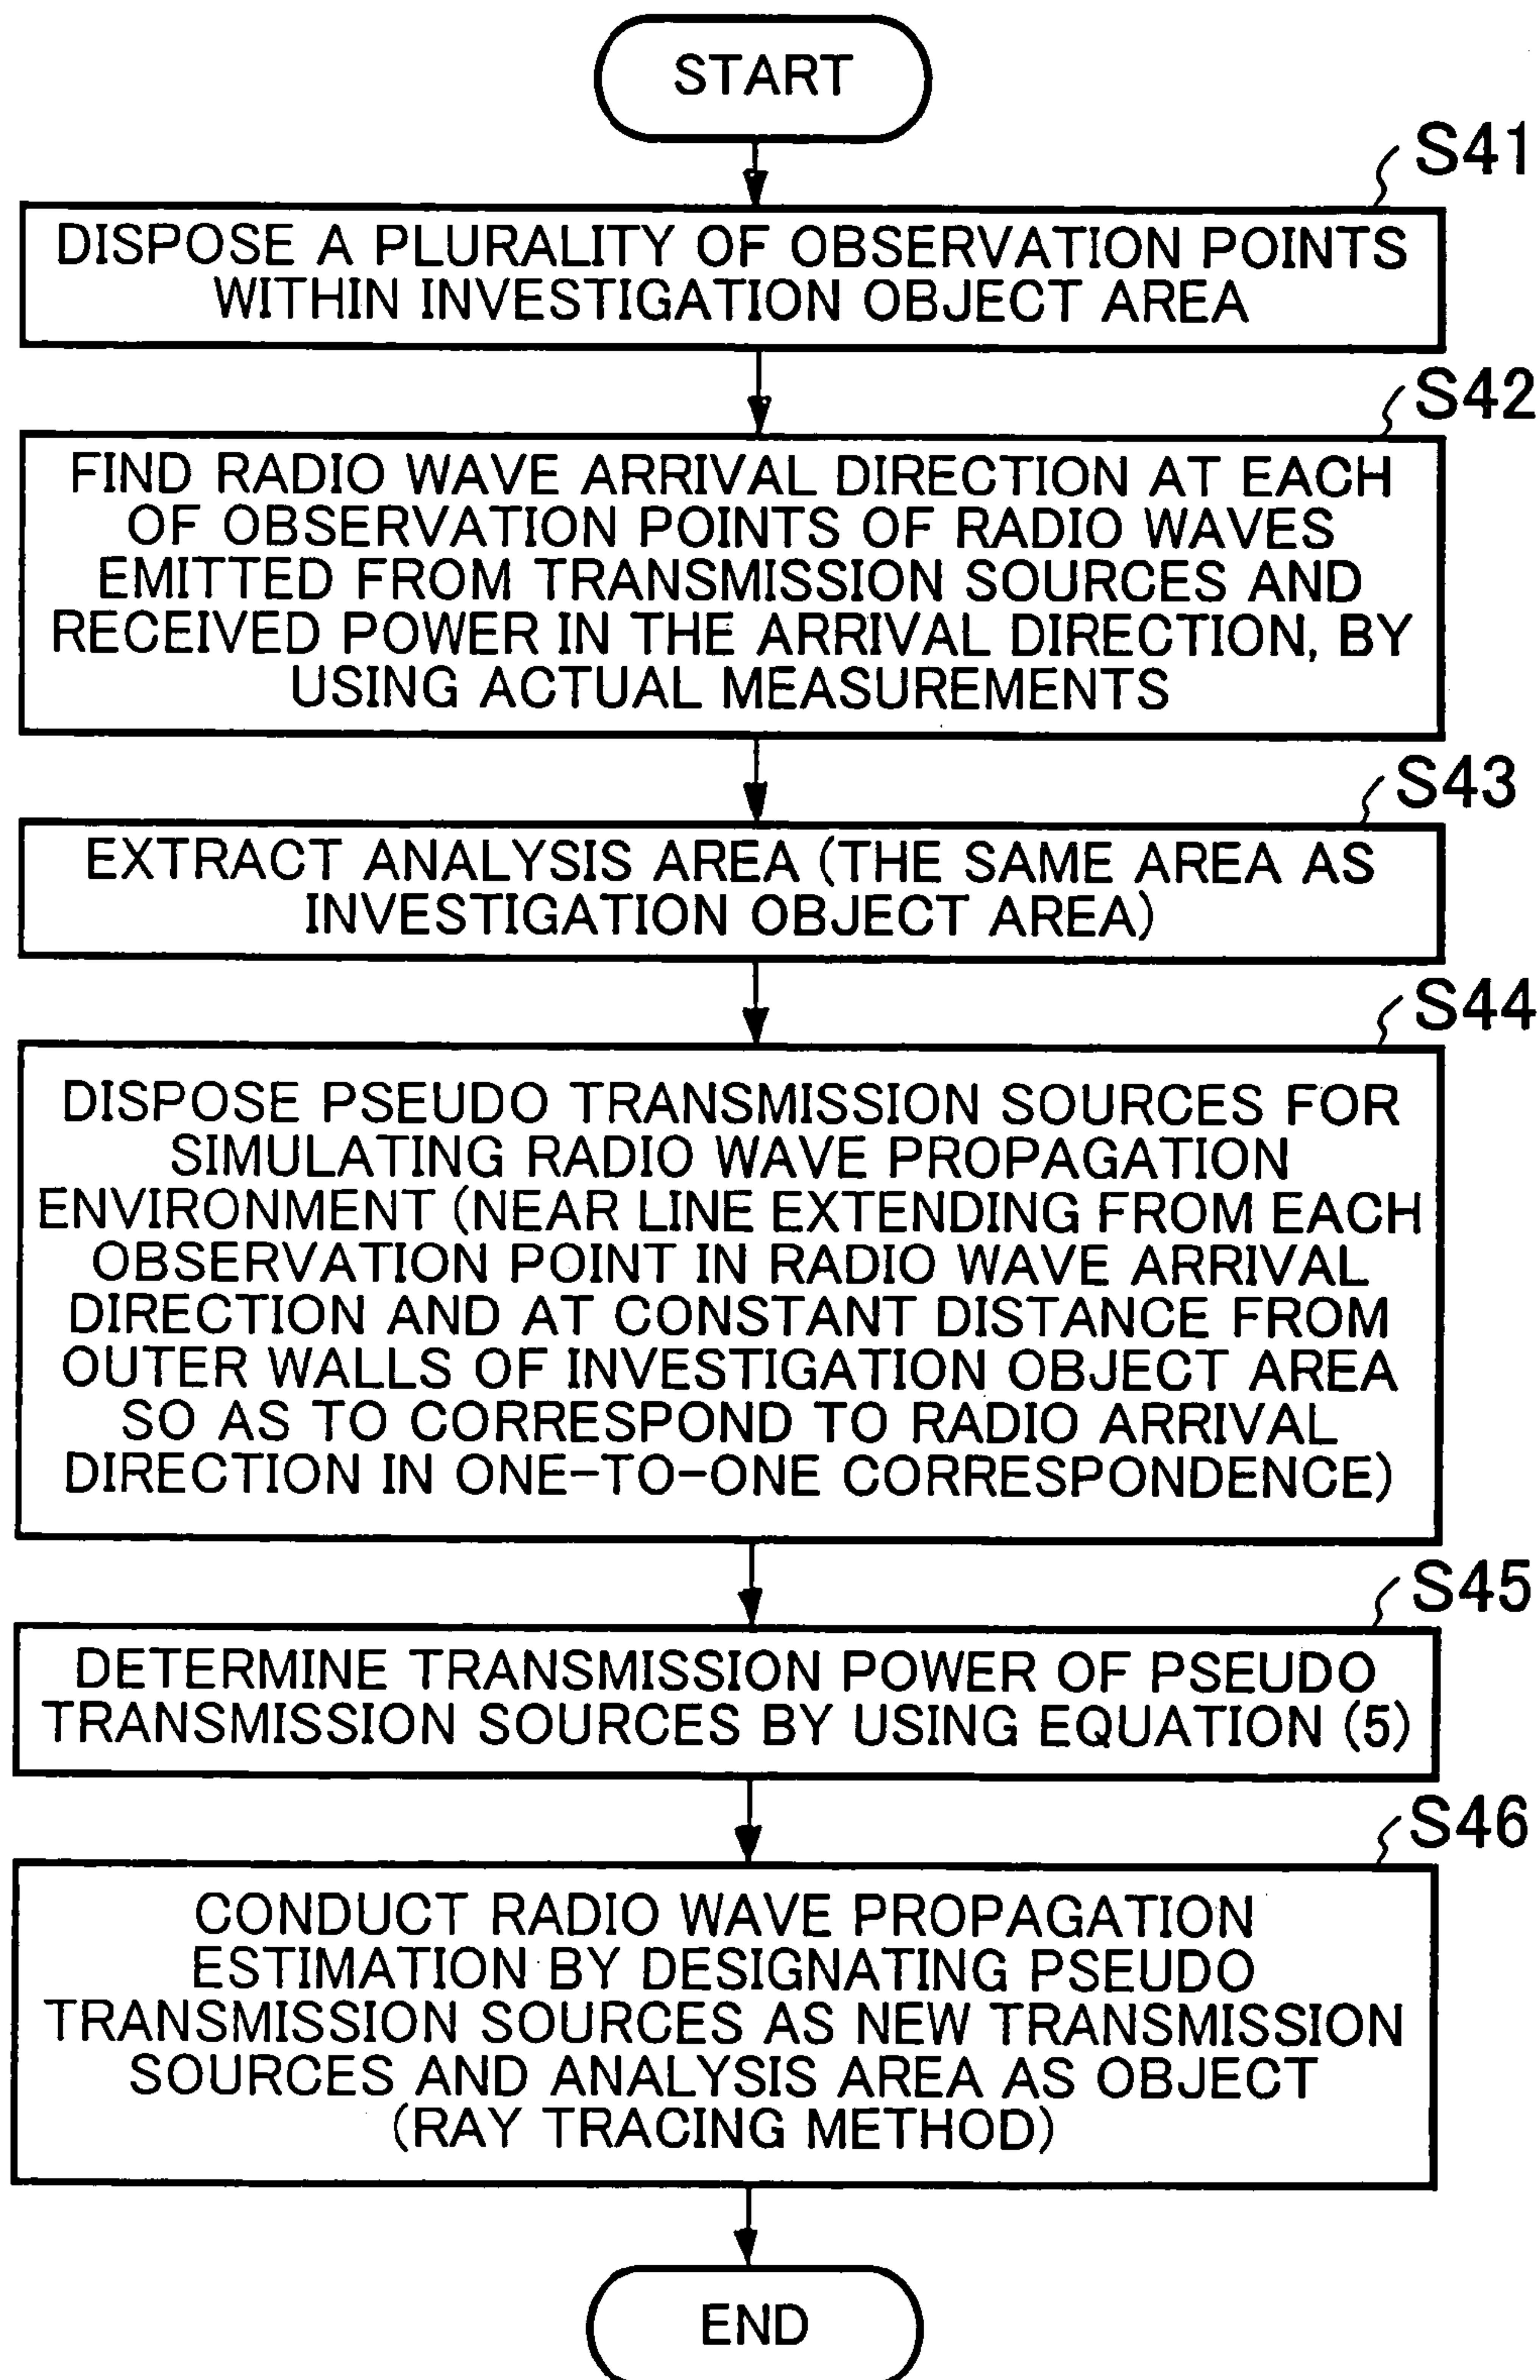 START
S41
DISPOSE A PLURALITY OF OBSERVATION POINTS
WITHIN INVESTIGATION OBJECT AREA
S42
FIND RADIO WAVE ARRIVAL DIRECTION AT EACH
OF OBSERVATION POINTS OF RADIO WAVES
EMITTED FROM TRANSMISSION SOURCES AND
RECEIVED POWER IN THE ARRIVAL DIRECTION, BY
USING ACTUAL MEASUREMENTS
S43
EXTRACT ANALYSIS AREA (THE SAME AREA AS
INVESTIGATION OBJECT AREA)
S44
DISPOSE PSEUDO TRANSMISSION SOURCES FOR
SIMULATING RADIO WAVE PROPAGATION
ENVIRONMENT (NEAR LINE EXTENDING FROM EACH
OBSERVATION POINT IN RADIO WAVE ARRIVAL
DIRECTION AND AT CONSTANT DISTANCE FROM
OUTER WALLS OF INVESTIGATION OBJECT AREA
SO AS TO CORRESPOND TO RADIO ARRIVAL
DIRECTION IN ONE-TO-ONE CORRESPONDENCE)
S45
DETERMINE TRANSMISSION POWER OF PSEUDO
TRANSMISSION SOURCES BY USING EQUATION (5)
S46
CONDUCT RADIO WAVE PROPAGATION
ESTIMATION BY DESIGNATING PSEUDO
TRANSMISSION SOURCES AS NEW TRANSMISSION
SOURCES AND ANALYSIS AREA AS OBJECT
(RAY TRACING METHOD)
END